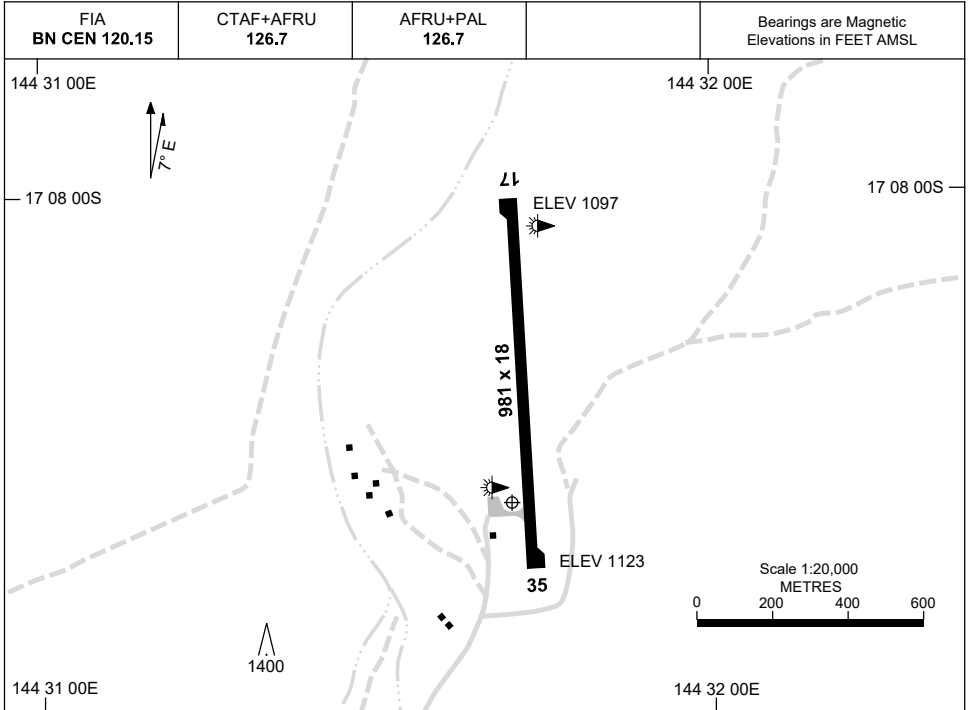 FIA
BN CEN 120.15
CTAF+AFRU
126.7
AFRU+PAL
126.7
Bearings are Magnetic
Elevations in FEET AMSL
144 31 00E
144 32 00E
7° E
17 08 00S
17 08 00S
17
ELEV 1097
981 x 18
ELEV 1123
35
Scale 1:20,000
METRES
0 200 400 600
1400
144 31 00E
144 32 00E